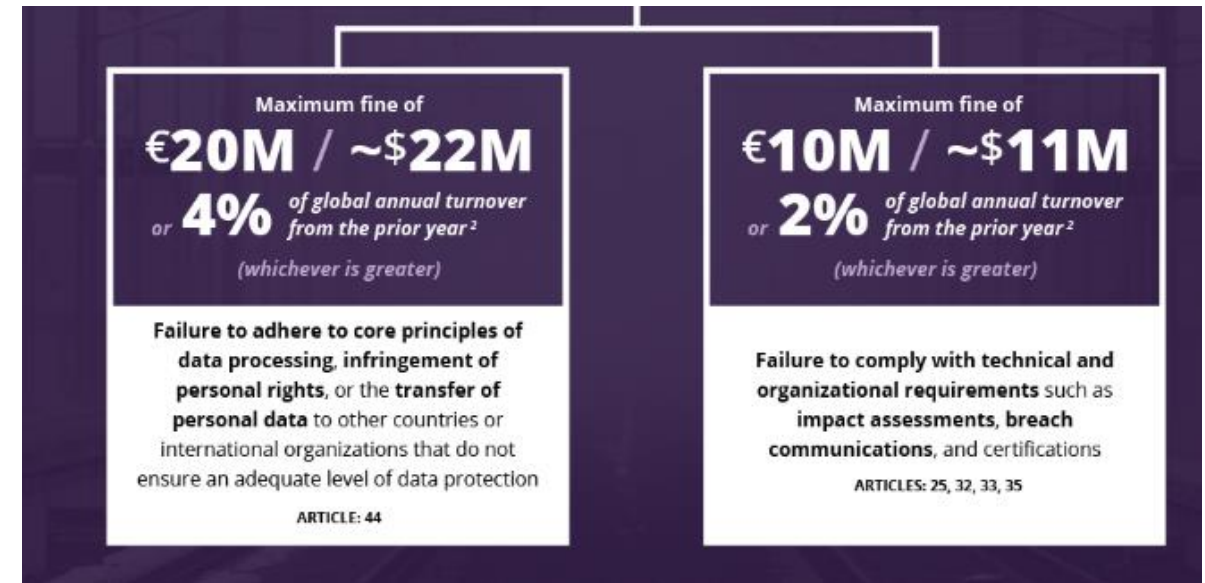 Maximum fine of
€20M / ~$22M
or 4% of global annual turnover
from the prior year ²
(whichever is greater)
Failure to adhere to core principles of
data processing, infringement of
personal rights, or the transfer of
personal data to other countries or
international organizations that do not
ensure an adequate level of data protection
ARTICLE: 44
Maximum fine of
€10M / ~$11M
or 2% of global annual turnover
from the prior year ²
(whichever is greater)
Failure to comply with technical and
organizational requirements such as
impact assessments, breach
communications, and certifications
ARTICLES: 25, 32, 33, 35